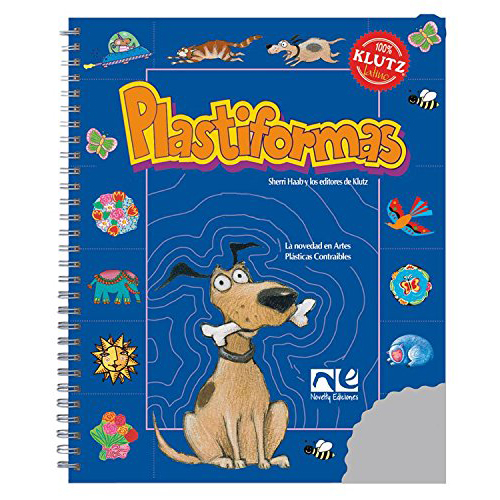 100%
KLUTZ
latino
Plastiformas
Sherri Haab y los editores de Klutz
La novedad en Artes
Plásticas Contraíbles
Novelty Ediciones